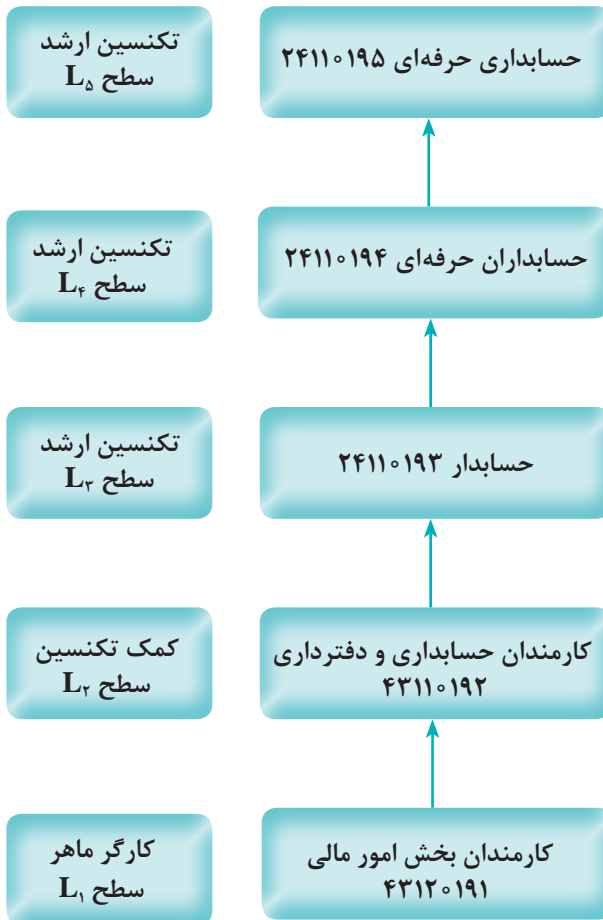 حسابداری حرفه‌ای ۲۴۱۱۰۱۹۵
تکنسین ارشد
سطح L۵
حسابداران حرفه‌ای ۲۴۱۱۰۱۹۴
تکنسین ارشد
سطح L۴
حسابدار ۲۴۱۱۰۱۹۳
تکنسین ارشد
سطح L۳
کارمندان حسابداری و دفترداری
۴۳۱۱۰۱۹۲
کمک تکنسین
سطح L۲
کارمندان بخش امور مالی
۴۳۱۲۰۱۹۱
کارگر ماهر
سطح L۱